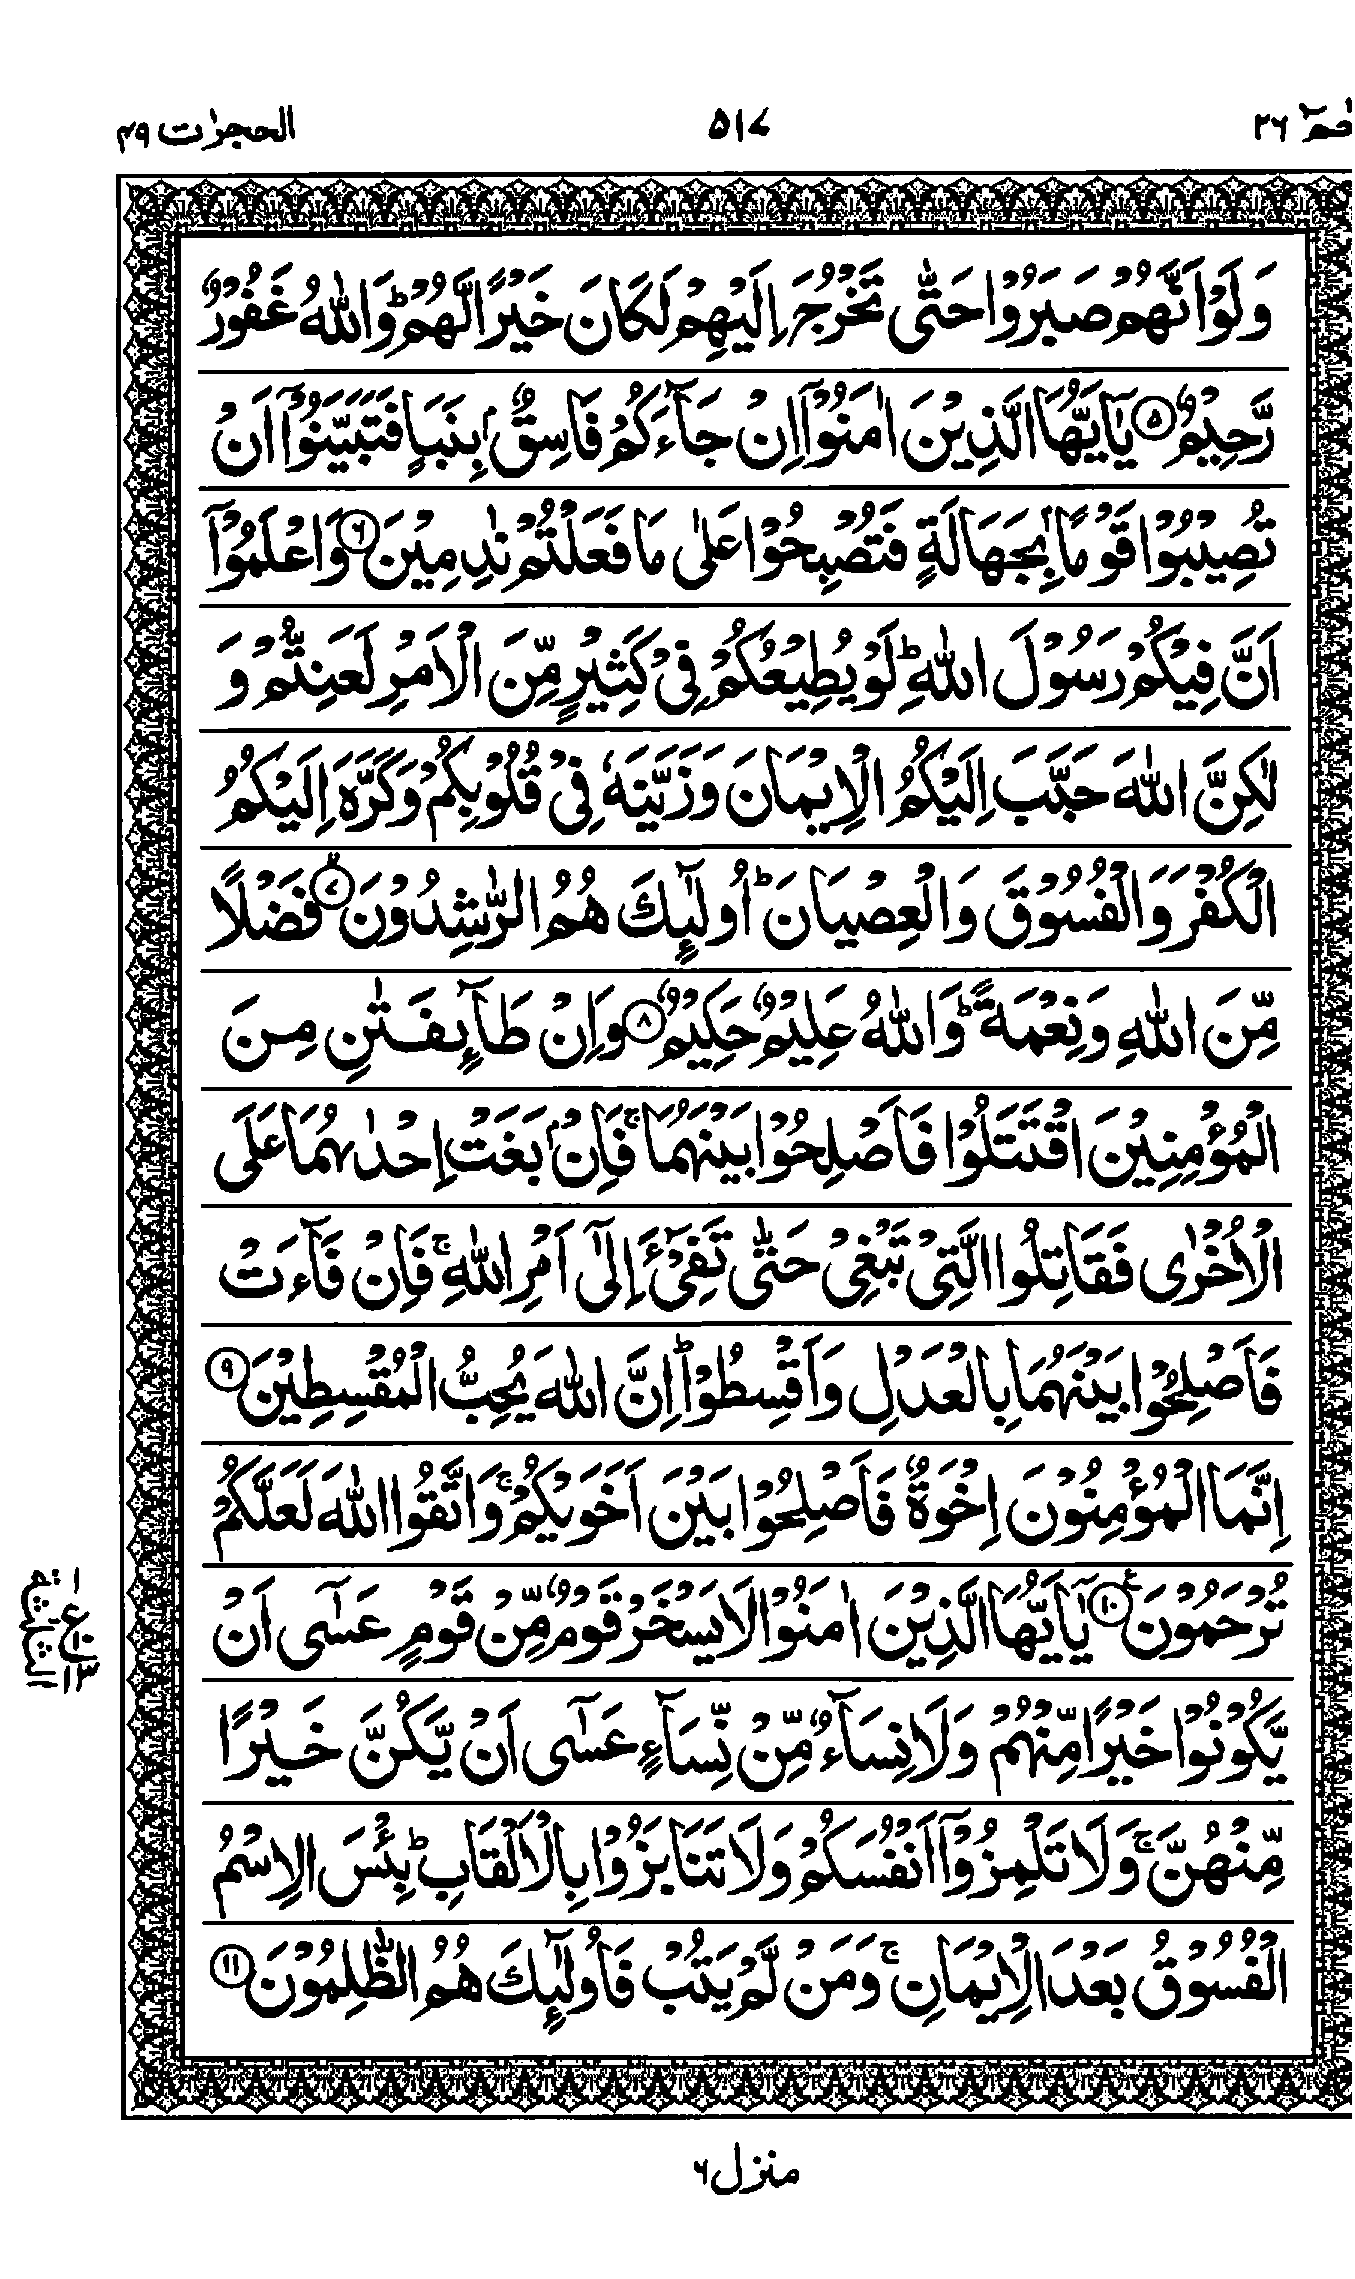 حٰمٓ ٢٦
٥١٧
الحجرٰت ٤٩
وَلَوْ اَنَّهُمْ صَبَرُوْا حَتّٰى تَخْرُجَ اِلَيْهِمْ لَكَانَ خَيْرًا لَّهُمْ ؕ وَاللّٰهُ غَفُوْرٌ
رَّحِيْمٌ ﴿٥﴾ يٰۤاَيُّهَا الَّذِيْنَ اٰمَنُوْۤا اِنْ جَآءَكُمْ فَاسِقٌۢ بِنَبَاٍ فَتَبَيَّنُوْۤا اَنْ
تُصِيْبُوْا قَوْمًۢا بِجَهَالَةٍ فَتُصْبِحُوْا عَلٰى مَا فَعَلْتُمْ نٰدِمِيْنَ ﴿٦﴾ وَاعْلَمُوْۤا
اَنَّ فِيْكُمْ رَسُوْلَ اللّٰهِ ؕ لَوْ يُطِيْعُكُمْ فِيْ كَثِيْرٍ مِّنَ الْاَمْرِ لَعَنِتُّمْ وَ
لٰكِنَّ اللّٰهَ حَبَّبَ اِلَيْكُمُ الْاِيْمَانَ وَزَيَّنَهٗ فِيْ قُلُوْبِكُمْ وَكَرَّهَ اِلَيْكُمُ
الْكُفْرَ وَالْفُسُوْقَ وَالْعِصْيَانَ ؕ اُولٰٓئِكَ هُمُ الرّٰشِدُوْنَ ﴿٧﴾ۙ فَضْلًا
مِّنَ اللّٰهِ وَنِعْمَةً ؕ وَاللّٰهُ عَلِيْمٌ حَكِيْمٌ ﴿٨﴾ وَاِنْ طَآئِفَتٰنِ مِنَ
الْمُؤْمِنِيْنَ اقْتَتَلُوْا فَاَصْلِحُوْا بَيْنَهُمَا ۚ فَاِنْۢ بَغَتْ اِحْدٰىهُمَا عَلَى
الْاُخْرٰى فَقَاتِلُوا الَّتِيْ تَبْغِيْ حَتّٰى تَفِيْٓءَ اِلٰٓى اَمْرِ اللّٰهِ ۚ فَاِنْ فَآءَتْ
فَاَصْلِحُوْا بَيْنَهُمَا بِالْعَدْلِ وَاَقْسِطُوْا ؕ اِنَّ اللّٰهَ يُحِبُّ الْمُقْسِطِيْنَ ﴿٩﴾
اِنَّمَا الْمُؤْمِنُوْنَ اِخْوَةٌ فَاَصْلِحُوْا بَيْنَ اَخَوَيْكُمْ ۚ وَاتَّقُوا اللّٰهَ لَعَلَّكُمْ
تُرْحَمُوْنَ ﴿١٠﴾ع يٰۤاَيُّهَا الَّذِيْنَ اٰمَنُوْا لَا يَسْخَرْ قَوْمٌ مِّنْ قَوْمٍ عَسٰٓى اَنْ
يَّكُوْنُوْا خَيْرًا مِّنْهُمْ وَلَا نِسَآءٌ مِّنْ نِّسَآءٍ عَسٰٓى اَنْ يَّكُنَّ خَيْرًا
مِّنْهُنَّ ۚ وَلَا تَلْمِزُوْۤا اَنْفُسَكُمْ وَلَا تَنَابَزُوْا بِالْاَلْقَابِ ؕ بِئْسَ الِاسْمُ
الْفُسُوْقُ بَعْدَ الْاِيْمَانِ ۚ وَمَنْ لَّمْ يَتُبْ فَاُولٰٓئِكَ هُمُ الظّٰلِمُوْنَ ﴿١١﴾
منزل ٦